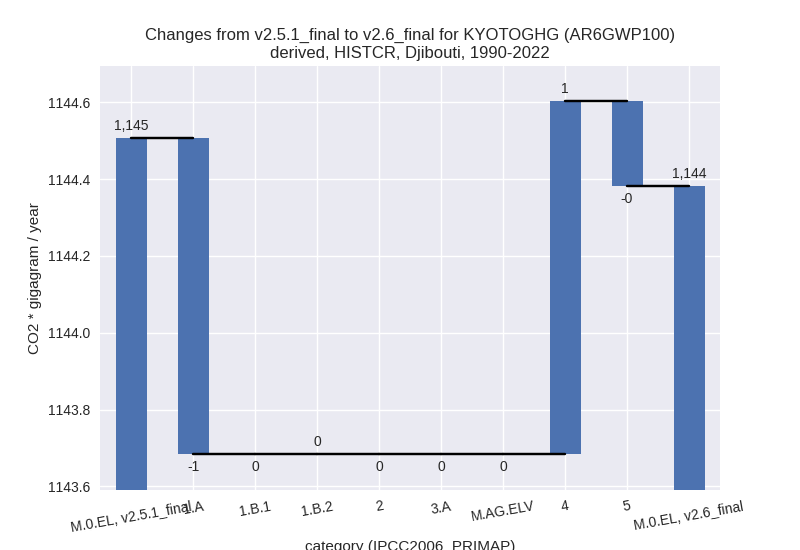 Changes from v2.5.1_final to v2.6_final for KYOTOGHG (AR6GWP100)
derived, HISTCR, Djibouti, 1990-2022
CO2 * gigagram / year
1144.6
1144.4
1144.2
1144.0
1143.8
1143.6
1,145
-1
0
0
0
0
0
1
-0
1,144
M.0.EL, v2.5.1_final
1.A
1.B.1
1.B.2
2
3.A
M.AG.ELV
4
5
M.0.EL, v2.6_final
category (IPCC2006_PRIMAP)